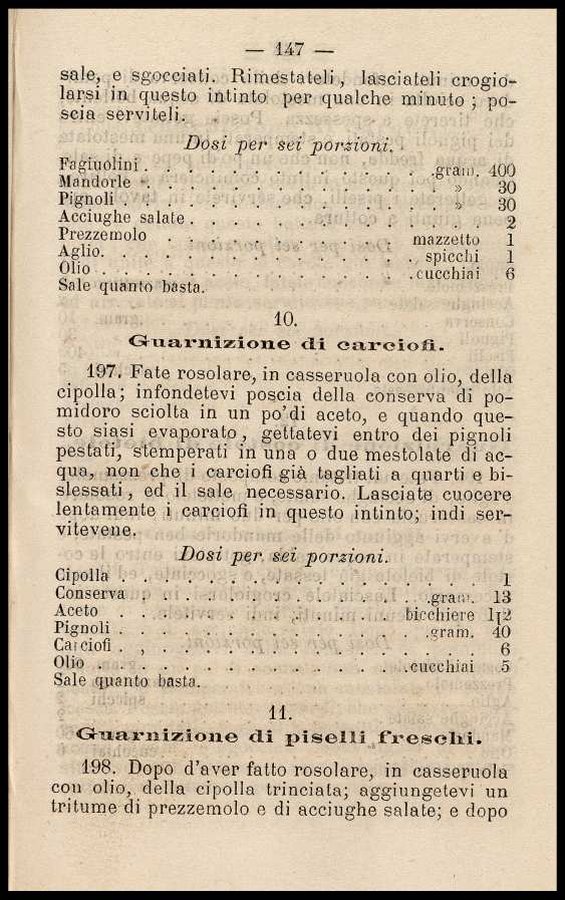 — 147 —
sale, e sgocciati. Rimestateli, lasciateli crogio-
larsi in questo intinto per qualche minuto; po-
scia serviteli.
Dosi per sei porzioni.
Fagiuolini . . . . . . . . . . . . . . gram. 400
Mandorle . . . . . . . . . . . . . . » 30
Pignoli . . . . . . . . . . . . . . . » 30
Acciughe salate . . . . . . . . . . . . . 2
Prezzemolo mazzetto 1
Aglio. . . . . . . . . . . . . . . spicchi 1
Olio . . . . . . . . . . . . . . .cucchiai 6
Sale quanto basta.
10.
Guarnizione di carciofi.
197. Fate rosolare, in casseruola con olio, della
cipolla; infondetevi poscia della conserva di po-
midoro sciolta in un po'di aceto, e quando que-
sto siasi evaporato, gettatevi entro dei pignoli
pestati, stemperati in una o due mestolate di ac-
qua, non che i carciofi già tagliati a quarti e bi-
slessati, ed il sale necessario. Lasciate cuocere
lentamente i carciofi in questo intinto; indi ser-
vitevene.
Dosi per sei porzioni.
Cipolla . . . . . . . . . . . . . . . . 1
Conserva . . . . . . . . . . . . . .gram. 13
Aceto . . . . . . . . . . . . . bicchiere 1|2
Pignoli . . . . . . . . . . . . . . .gram. 40
Carciofi . , . . . . . . . . . . . . . . 6
Olio . . . . . . . . . . . . . . .cucchiai 5
Sale quanto basta.
11.
Guarnizione di piselli freschi.
198. Dopo d'aver fatto rosolare, in casseruola
con olio, della cipolla trinciata; aggiungetevi un
tritume di prezzemolo e di acciughe salate; e dopo